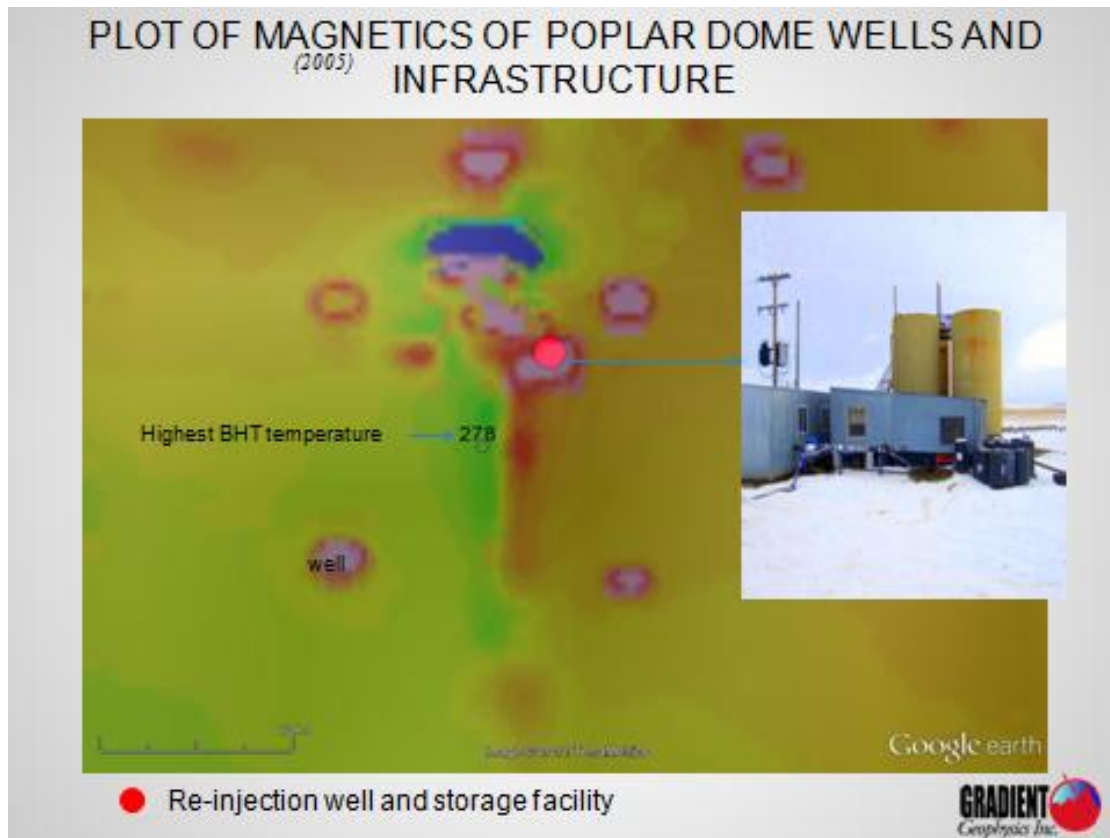 PLOT OF MAGNETICS OF POPLAR DOME WELLS AND
(2005)
INFRASTRUCTURE
Highest BHT temperature
278
well
Google earth
Re-injection well and storage facility
GRADIENT
Geophysics Inc.